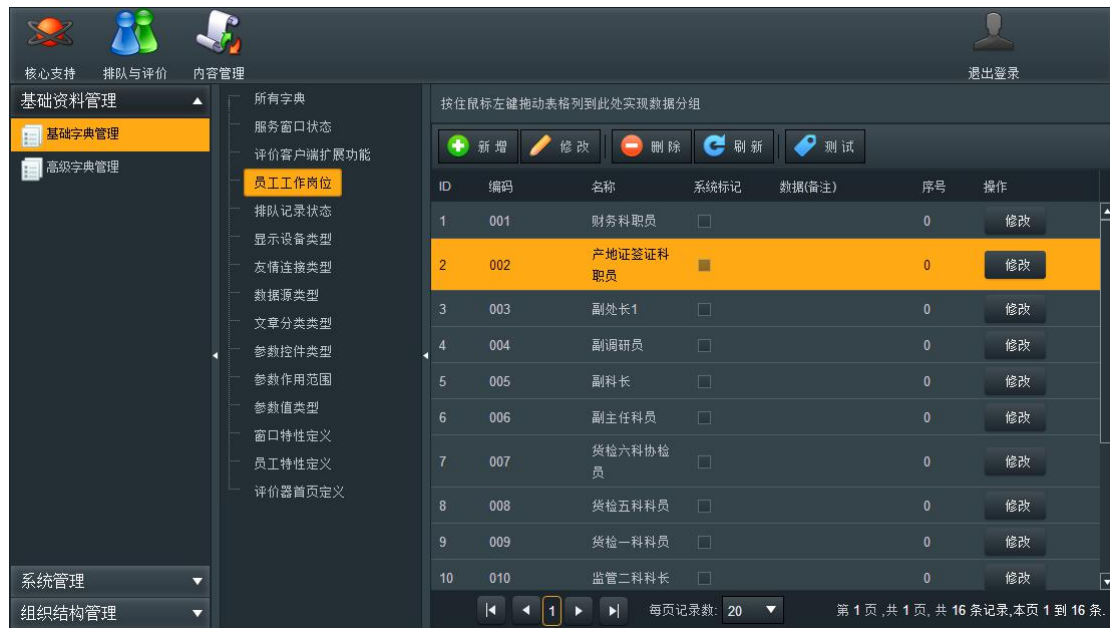 核心支持 排队与评价 内容管理 退出登录
基础资料管理
基础字典管理
高级字典管理
系统管理
组织结构管理
所有字典
服务窗口状态
评价客户端扩展功能
员工工作岗位
排队记录状态
显示设备类型
友情连接类型
数据源类型
文章分类类型
参数控件类型
参数作用范围
参数值类型
窗口特性定义
员工特性定义
评价器首页定义
按住鼠标左键拖动表格列到此处实现数据分组
新增 修改 删除 刷新 测试
ID 编码 名称 系统标记 数据(备注) 序号 操作
1 001 财务科职员 0 修改
2 002 产地证签证科
职员 0 修改
3 003 副处长1 0 修改
4 004 副调研员 0 修改
5 005 副科长 0 修改
6 006 副主任科员 0 修改
7 007 货检六科协检
员 0 修改
8 008 货检五科科员 0 修改
9 009 货检一科科员 0 修改
10 010 监管二科科长 0 修改
1 每页记录数: 20 第 1 页 ,共 1 页, 共 16 条记录,本页 1 到 16 条.